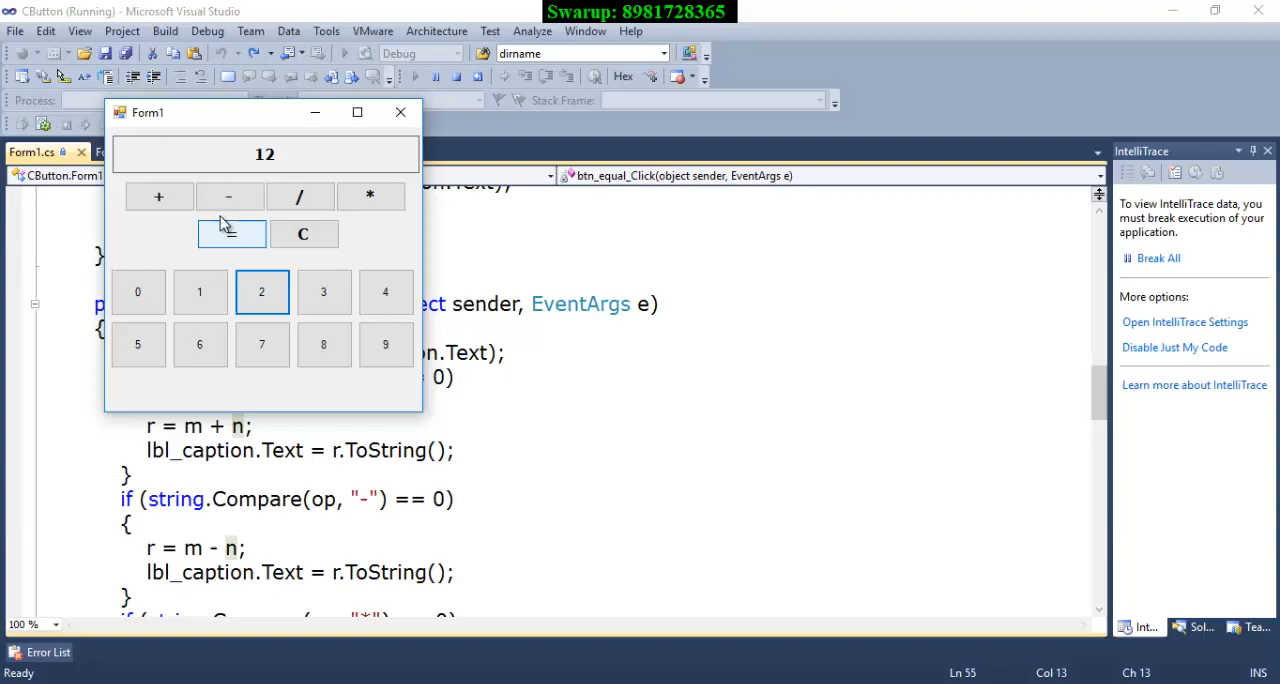 CButton (Running) - Microsoft Visual Studio
Swarup: 8981728365
File Edit View Project Build Debug Team Data Tools VMware Architecture Test Analyze Window Help
Debug dirname
Hex
Process: Stack Frame:
Form1
Form1.cs
IntelliTrace
12
CButton.Form1
btn_equal_Click(object sender, EventArgs e)
+ - / *
= C
To view IntelliTrace data, you must break execution of your application.
Break All
More options:
Open IntelliTrace Settings
Disable Just My Code
Learn more about IntelliTrace
0 1 2 3 4
5 6 7 8 9
}
sender, EventArgs e)
{
.Text);
0)
r = m + n;
lbl_caption.Text = r.ToString();
}
if (string.Compare(op, "-") == 0)
{
r = m - n;
lbl_caption.Text = r.ToString();
}
100 %
Int... Sol... Tea...
Error List
Ready Ln 55 Col 13 Ch 13 INS